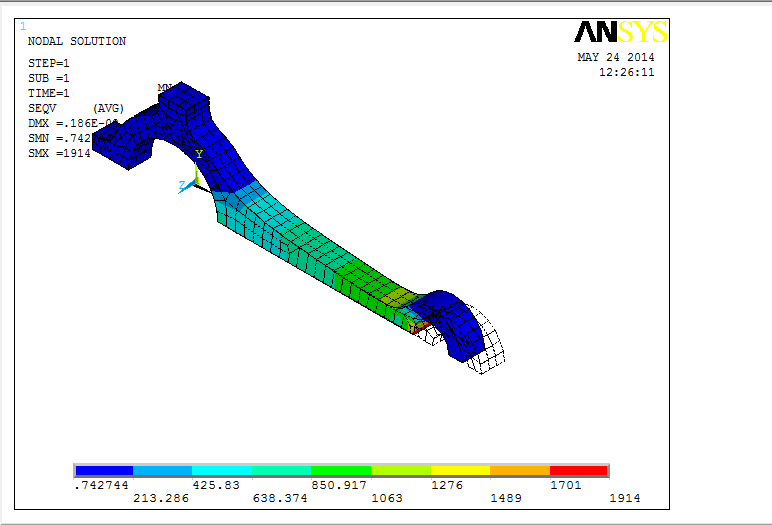 1
ANSYS
NODAL SOLUTION
MAY 24 2014
12:26:11
STEP=1
SUB =1
TIME=1
SEQV (AVG)
DMX =.186E-0
SMN =.742
SMX =1914
MN
Y
Z
.742744 425.83 850.917 1276 1701
213.286 638.374 1063 1489 1914